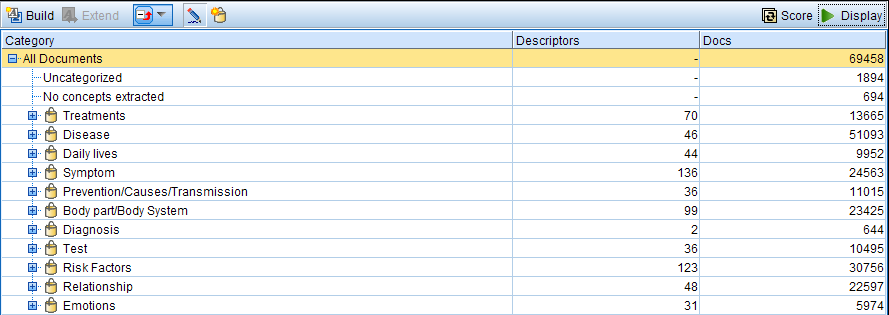 Build Extend Score Display
Category Descriptors Docs
All Documents - 69458
Uncategorized - 1894
No concepts extracted - 694
Treatments 70 13665
Disease 46 51093
Daily lives 44 9952
Symptom 136 24563
Prevention/Causes/Transmission 36 11015
Body part/Body System 99 23425
Diagnosis 2 644
Test 36 10495
Risk Factors 123 30756
Relationship 48 22597
Emotions 31 5974